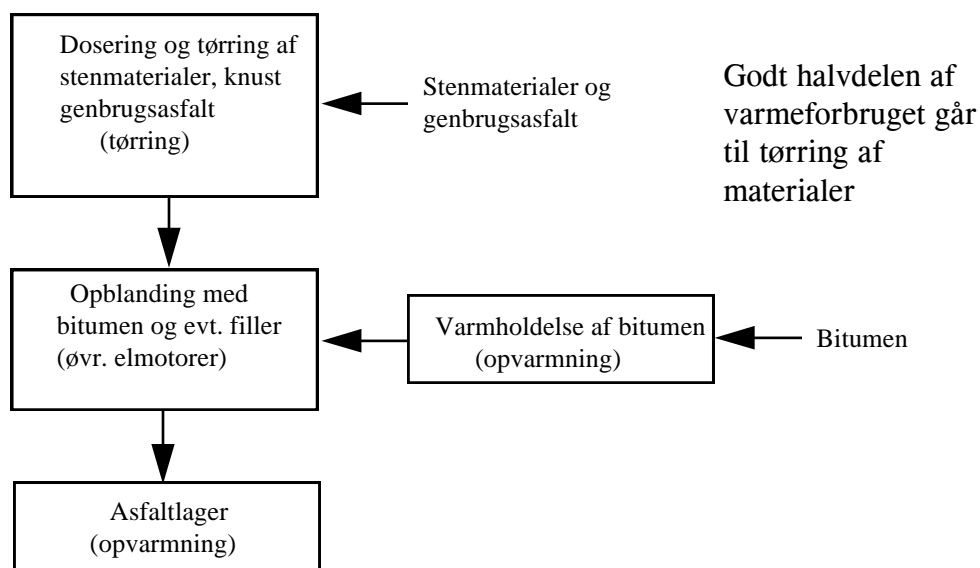 Dosering og tørring af
stenmaterialer, knust
genbrugsasfalt
(tørring)
Stenmaterialer og
genbrugsasfalt
Godt halvdelen af
varmeforbruget går
til tørring af
materialer
Opblanding med
bitumen og evt. filler
(øvr. elmotorer)
Varmholdelse af bitumen
(opvarmning)
Bitumen
Asfaltlager
(opvarmning)